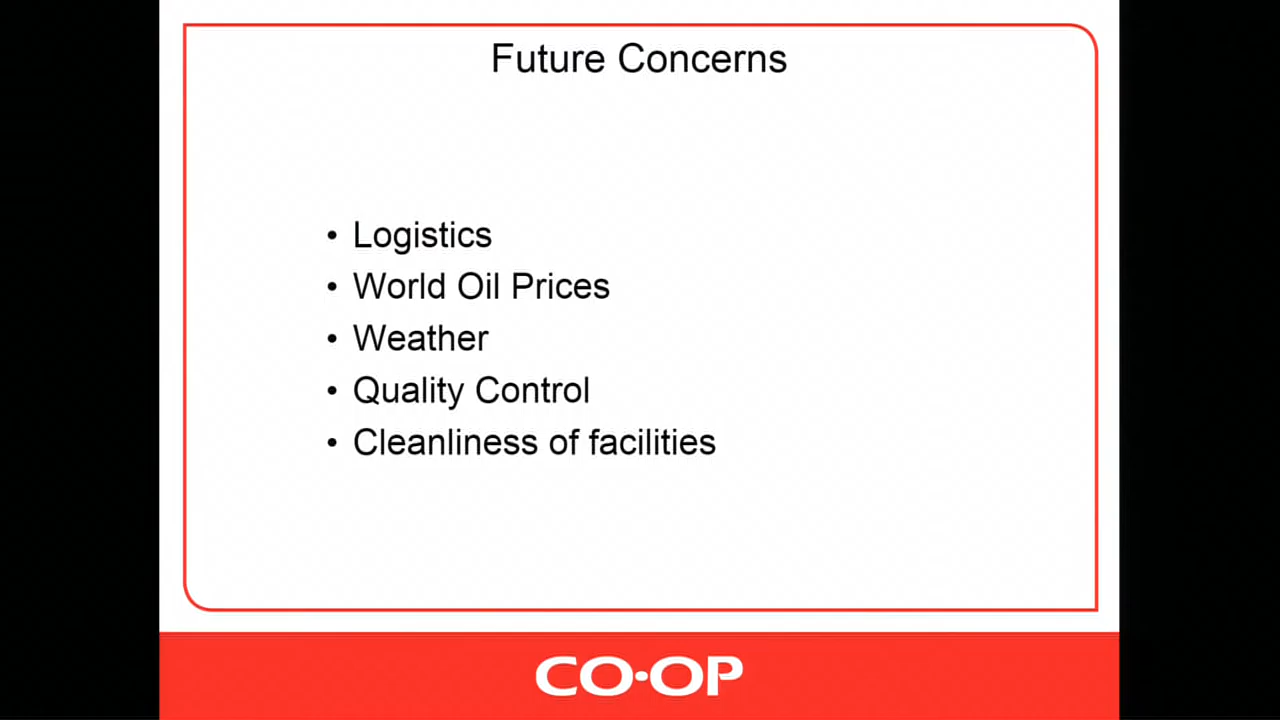 Future Concerns
• Logistics
• World Oil Prices
• Weather
• Quality Control
• Cleanliness of facilities
CO•OP